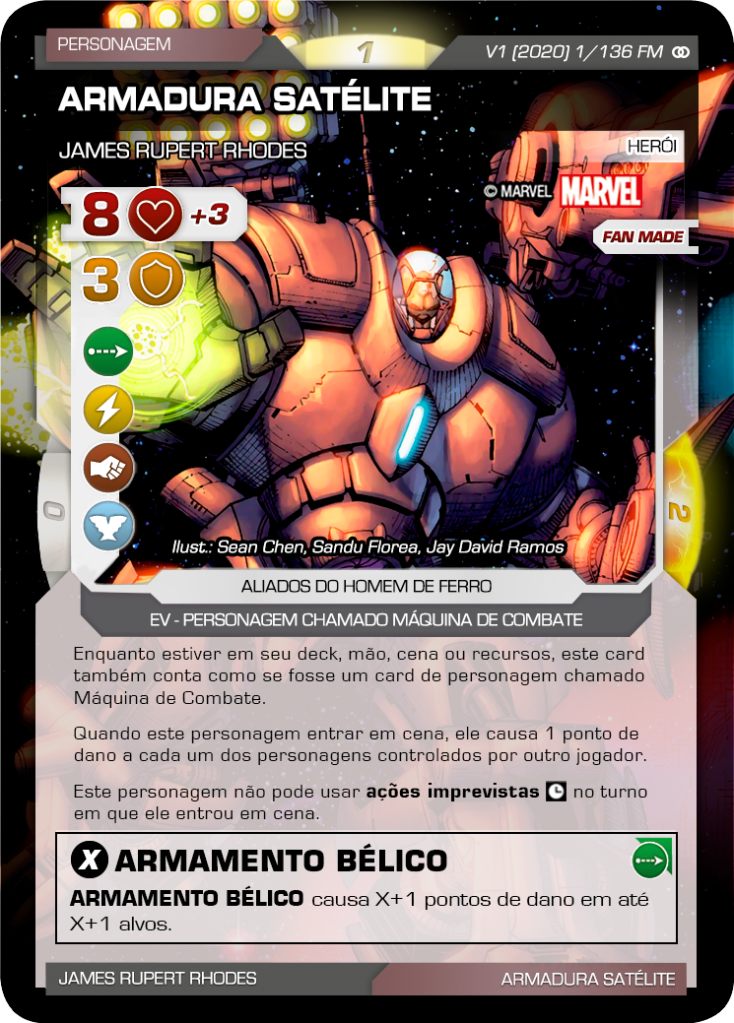 PERSONAGEM
1
V1 (2020) 1/136 FM
ARMADURA SATÉLITE
JAMES RUPERT RHODES
HERÓI
© MARVEL MARVEL
8 +3
FAN MADE
3
0
2
Ilust.: Sean Chen, Sandu Florea, Jay David Ramos
ALIADOS DO HOMEM DE FERRO
EV - PERSONAGEM CHAMADO MÁQUINA DE COMBATE
Enquanto estiver em seu deck, mão, cena ou recursos, este card
também conta como se fosse um card de personagem chamado
Máquina de Combate.
Quando este personagem entrar em cena, ele causa 1 ponto de
dano a cada um dos personagens controlados por outro jogador.
Este personagem não pode usar ações imprevistas no turno
em que ele entrou em cena.
X ARMAMENTO BÉLICO
ARMAMENTO BÉLICO causa X+1 pontos de dano em até
X+1 alvos.
JAMES RUPERT RHODES
ARMADURA SATÉLITE